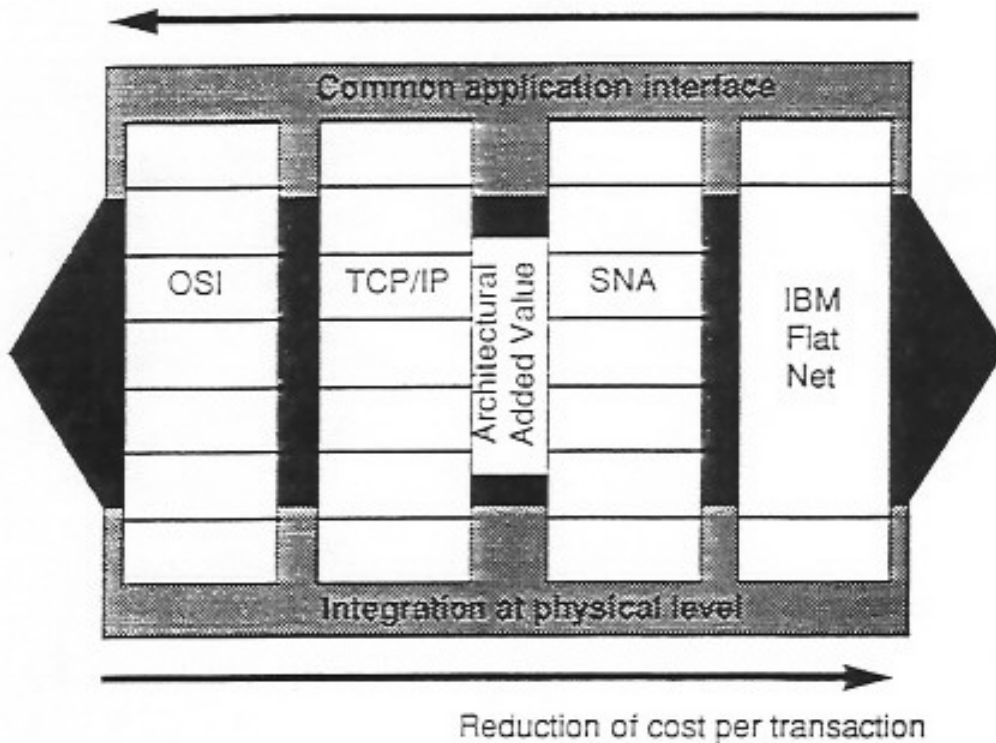 Common application interface
OSI
TCP/IP
Architectural
Added Value
SNA
IBM
Flat
Net
Integration at physical level
Reduction of cost per transaction